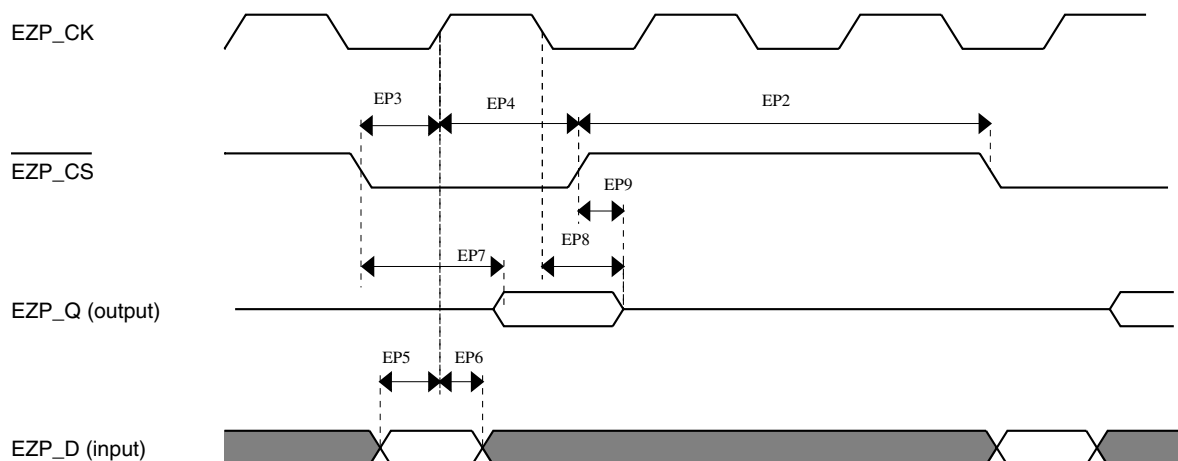 EZP_CK
EP3
EP4
EP2
EZP_CS
EP9
EP8
EP7
EZP_Q (output)
EP5
EP6
EZP_D (input)